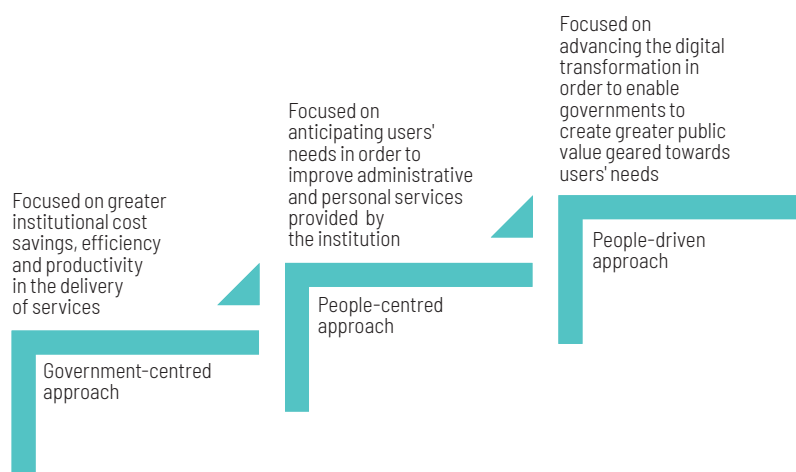 Focused on greater
institutional cost
savings, efficiency
and productivity
in the delivery
of services
Government-centred
approach
Focused on
anticipating users'
needs in order to
improve administrative
and personal services
provided by
the institution
People-centred
approach
Focused on
advancing the digital
transformation in
order to enable
governments to
create greater public
value geared towards
users' needs
People-driven
approach